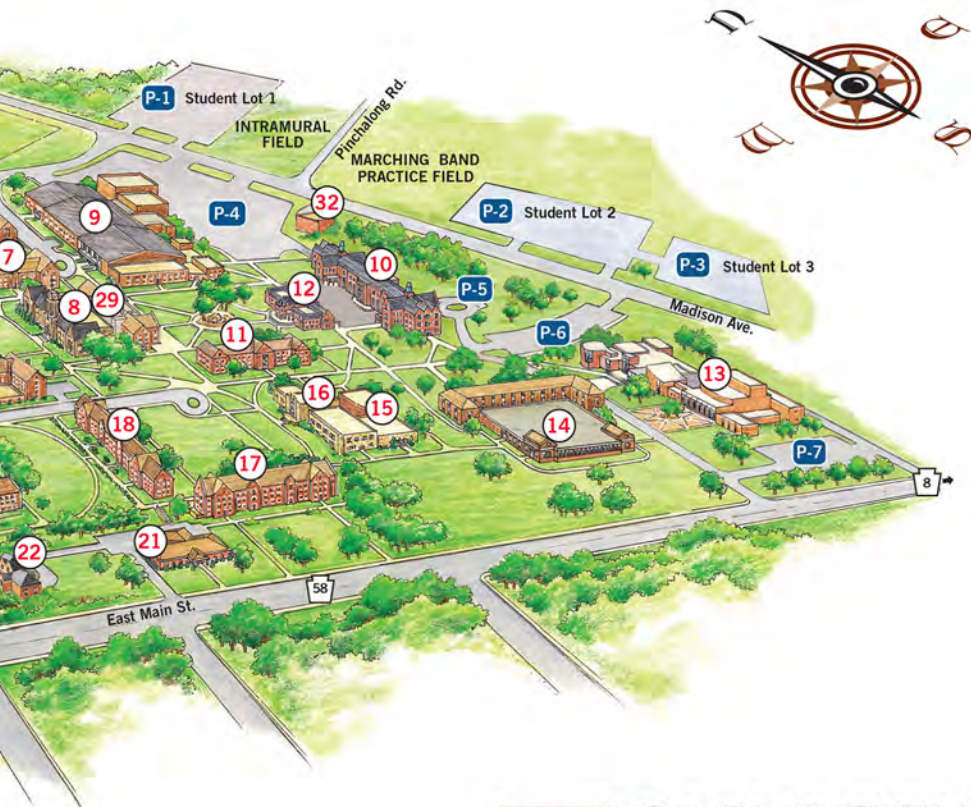 N
E
W
S
P-1 Student Lot 1
INTRAMURAL
FIELD
Pinchalong Rd.
MARCHING BAND
PRACTICE FIELD
P-2 Student Lot 2
P-3 Student Lot 3
P-4
32
9
7
10
12
P-5
Madison Ave.
8
29
11
P-6
13
16
15
14
18
17
P-7
8
22
21
58
East Main St.